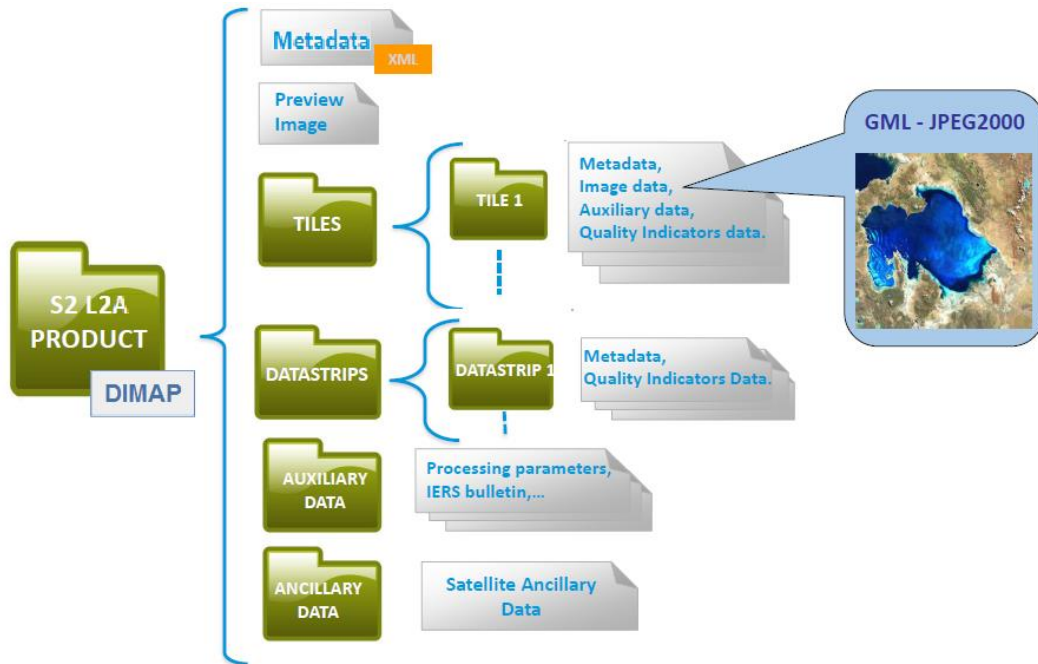 Metadata
XML
Preview
Image
GML - JPEG2000
TILES
TILE 1
Metadata,
Image data,
Auxiliary data,
Quality Indicators data.
S2 L2A
PRODUCT
DIMAP
DATASTRIPS
DATASTRIP 1
Metadata,
Quality Indicators Data.
AUXILIARY
DATA
Processing parameters,
IERS bulletin,...
ANCILLARY
DATA
Satellite Ancillary
Data